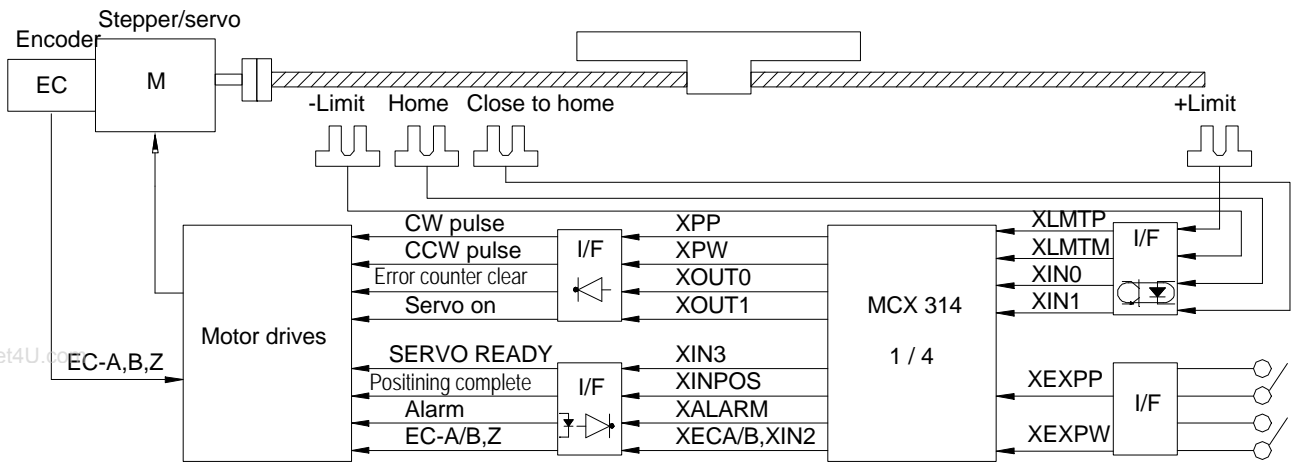 Stepper/servo
Encoder
EC
M
-Limit Home Close to home +Limit
CW pulse XPP XLMTP
CCW pulse I/F XPW XLMTM I/F
Error counter clear XOUT0 XIN0
Servo on XOUT1 MCX 314 XIN1
Motor drives
et4U.com
EC-A,B,Z SERVO READY XIN3 1 / 4
Positining complete I/F XINPOS XEXPP I/F
Alarm XALARM
EC-A/B,Z XECA/B,XIN2 XEXPW